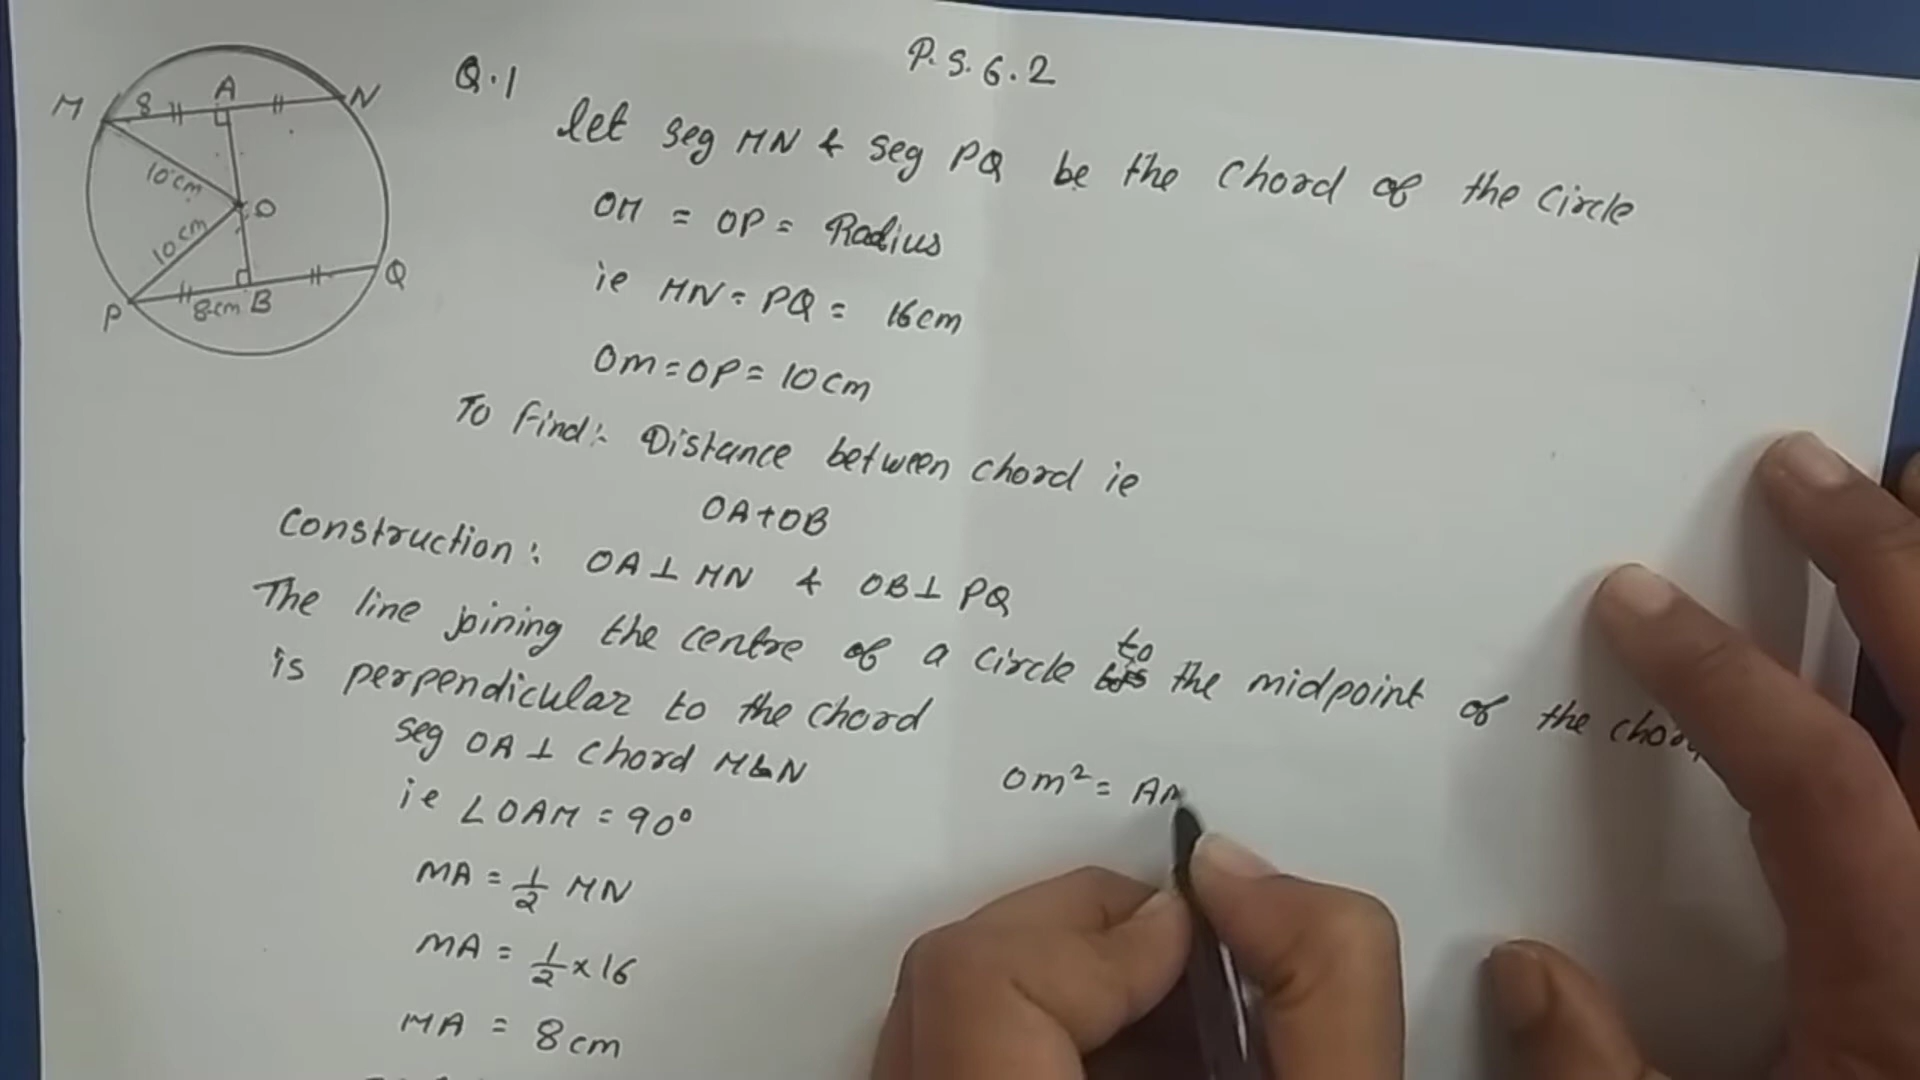 P.S.6.2
Q.1
M 8 A N
10cm
O
10cm
P 8cm B Q
let seg MN & seg PQ be the chord of the circle
OM = OP = Radius
ie MN = PQ = 16cm
OM = OP = 10cm
To find:- Distance between chord ie
OA+OB
Construction : OA⊥MN & OB⊥PQ
to
The line joining the centre of a circle the midpoint of the
is perpendicular to the chord
seg OA ⊥ chord MN
ie ∠OAM = 90°
MA = 1/2 MN
MA = 1/2 × 16
MA = 8cm
OM² = AM